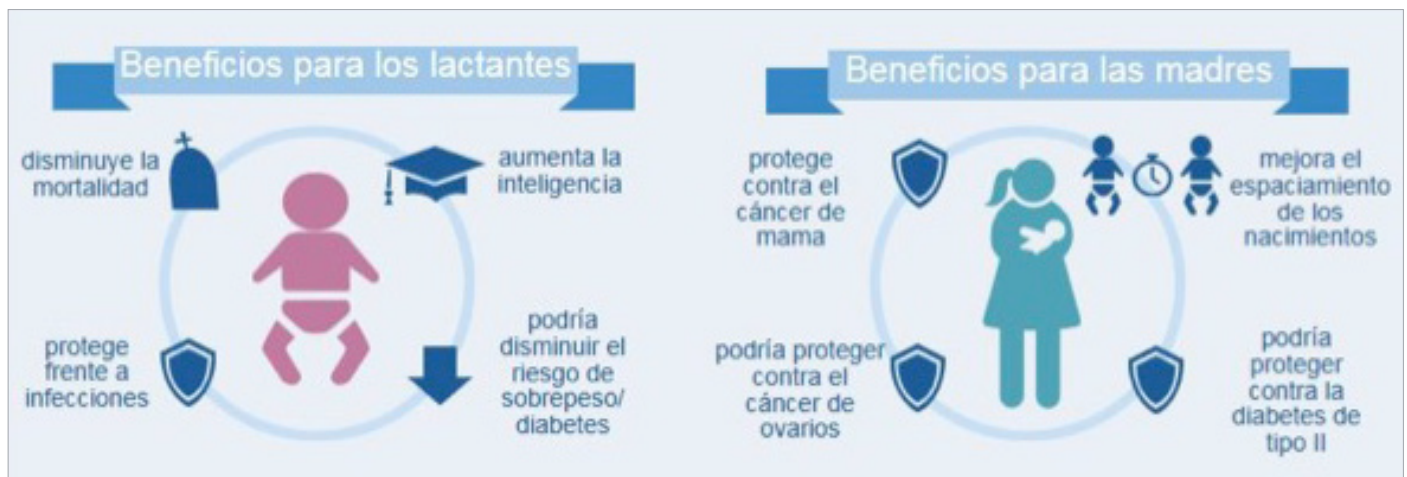 Beneficios para los lactantes
disminuye la
mortalidad
aumenta la
inteligencia
protege
frente a
infecciones
podría
disminuir el
riesgo de
sobrepeso/
diabetes
Beneficios para las madres
protege
contra el
cáncer de
mama
mejora el
espaciamiento
de los
nacimientos
podría proteger
contra el
cáncer de
ovarios
podría
proteger
contra la
diabetes de
tipo II